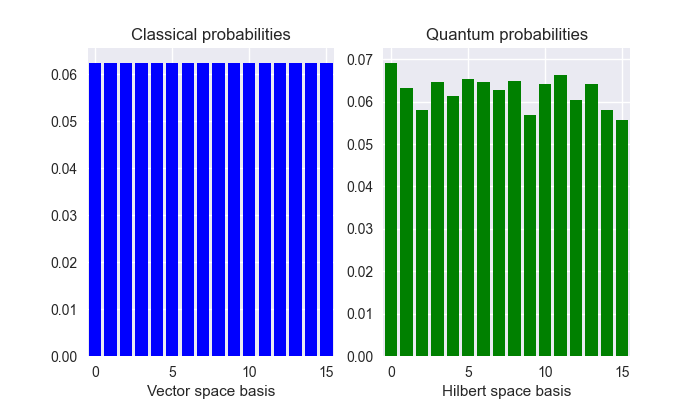 Classical probabilities
0.06
0.05
0.04
0.03
0.02
0.01
0.00
0 5 10 15
Vector space basis
Quantum probabilities
0.07
0.06
0.05
0.04
0.03
0.02
0.01
0.00
0 5 10 15
Hilbert space basis